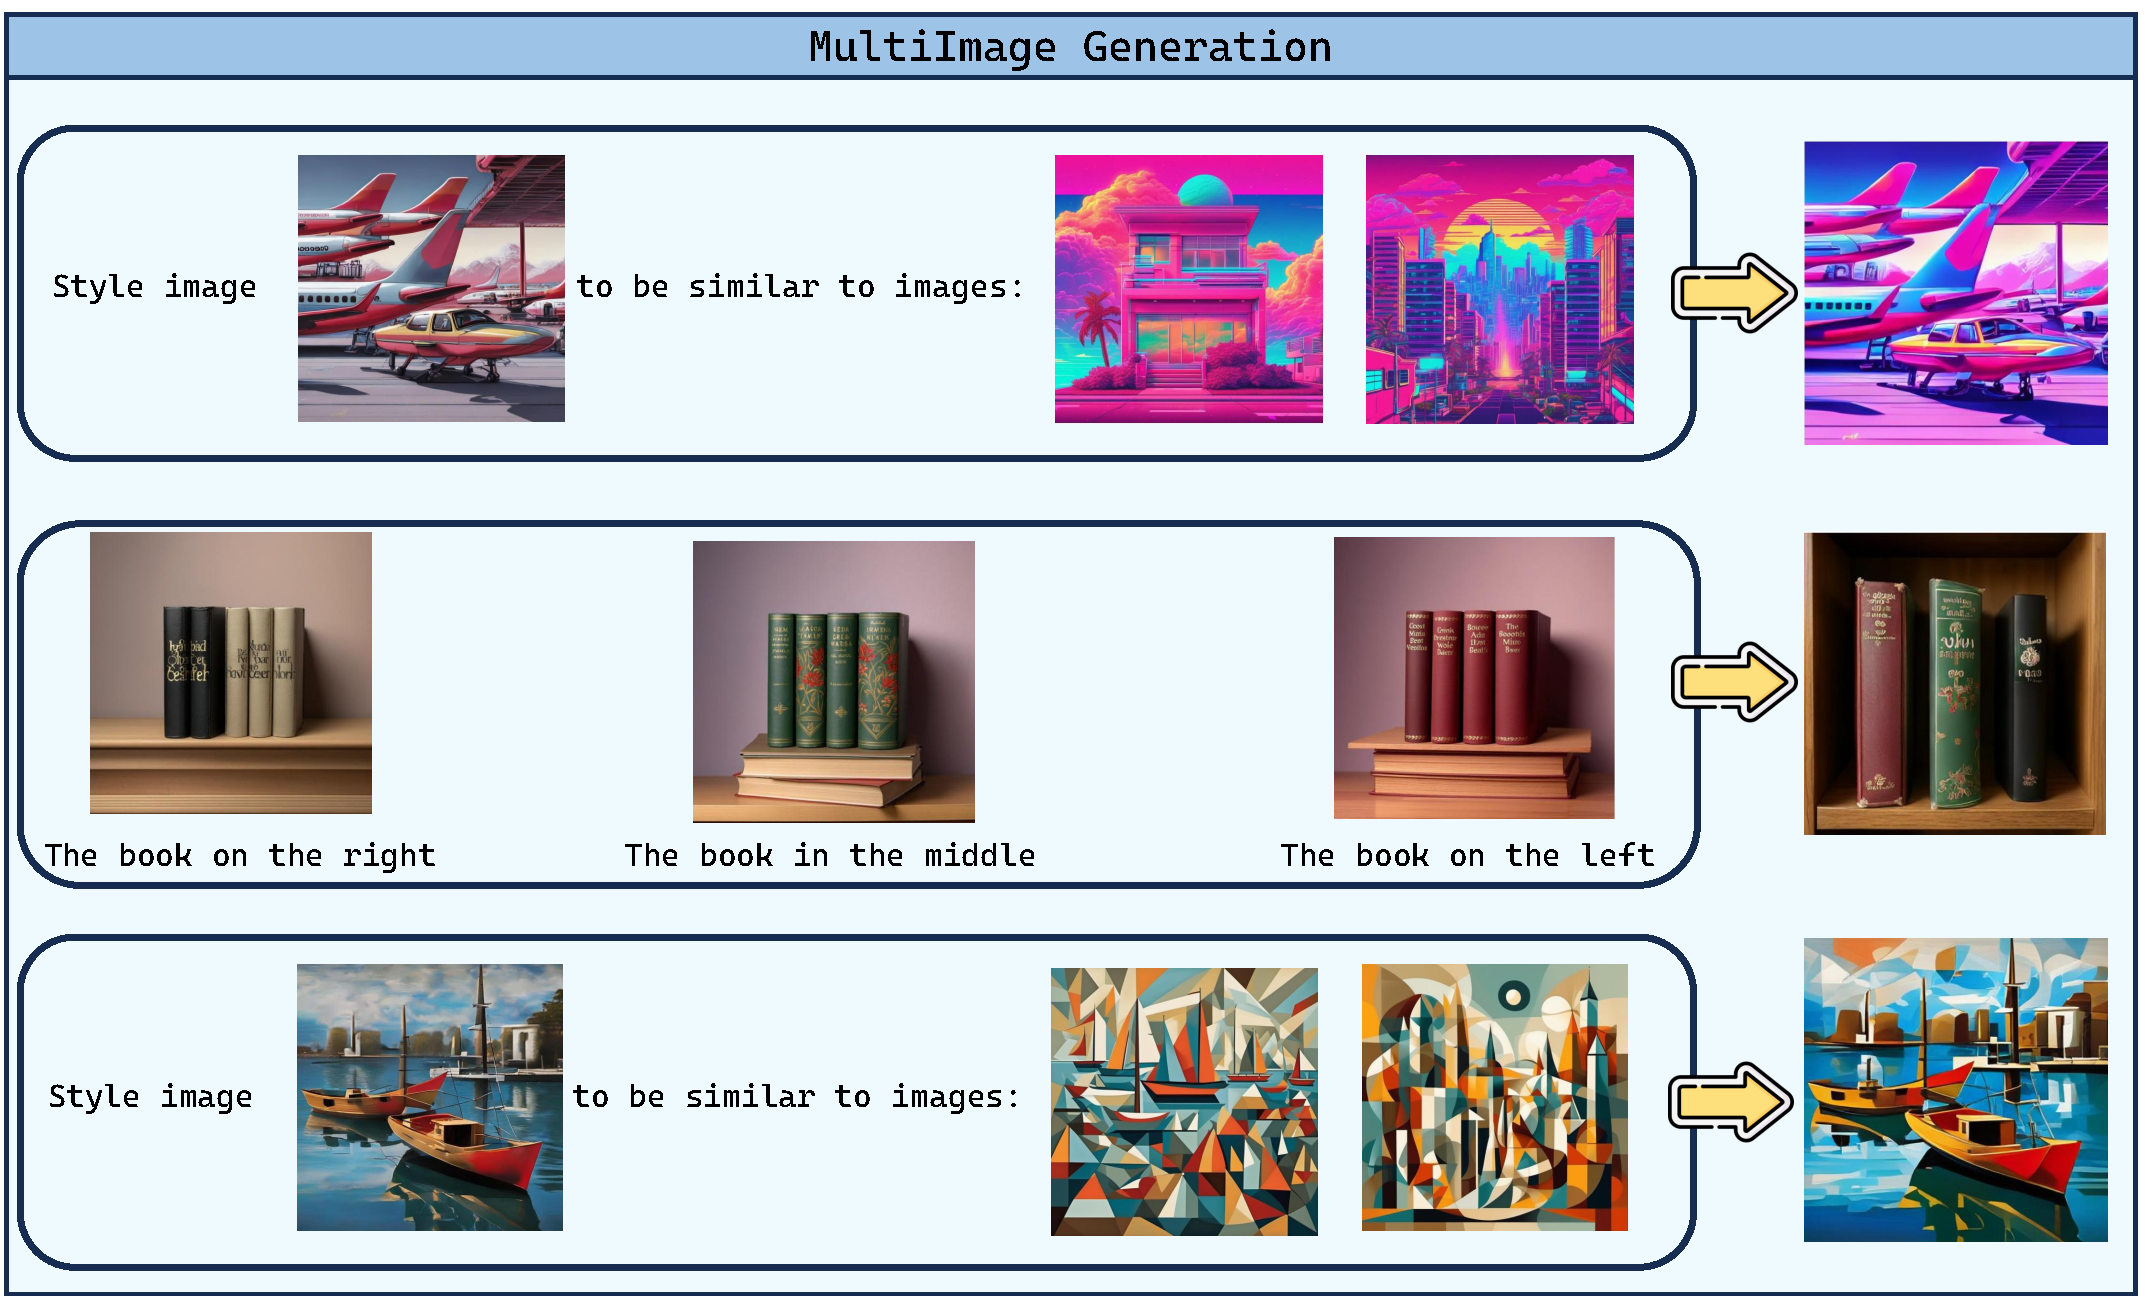 MultiImage Generation
Style image to be similar to images:
The book on the right
The book in the middle
The book on the left
Style image to be similar to images: